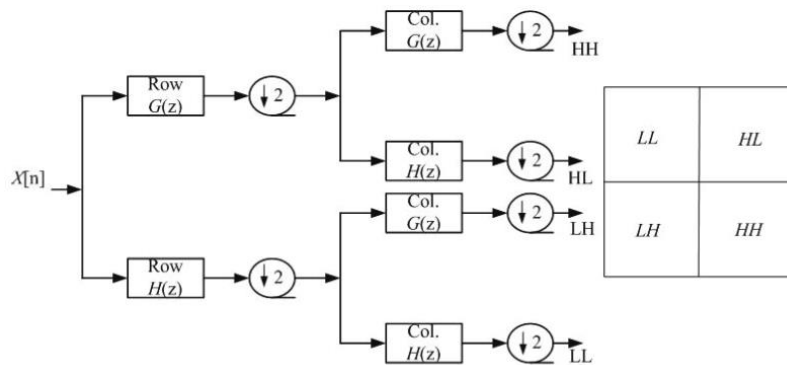 Col.
G(z)
↓ 2
HH
Row
G(z)
↓ 2
Col.
H(z)
↓ 2
HL
X[n]
Col.
G(z)
↓ 2
LH
Row
H(z)
↓ 2
Col.
H(z)
↓ 2
LL
LL HL
LH HH